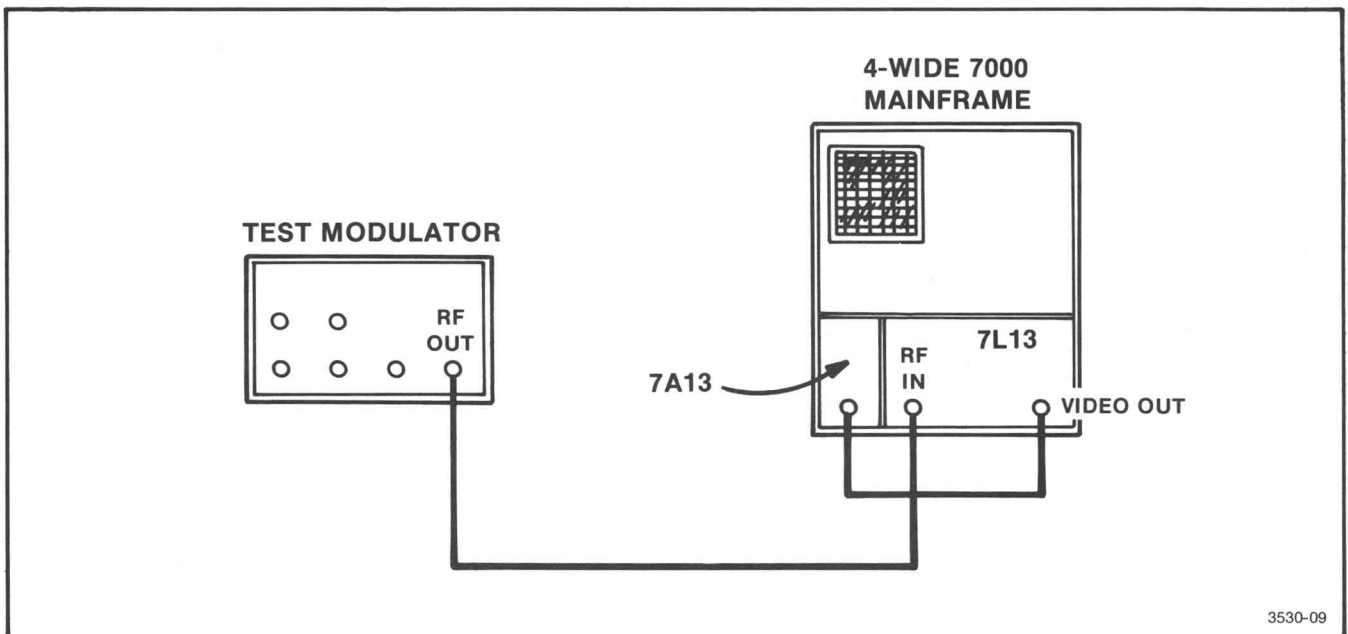 4-WIDE 7000
MAINFRAME
TEST MODULATOR
RF
OUT
7L13
RF
IN
7A13
VIDEO OUT
3530-09